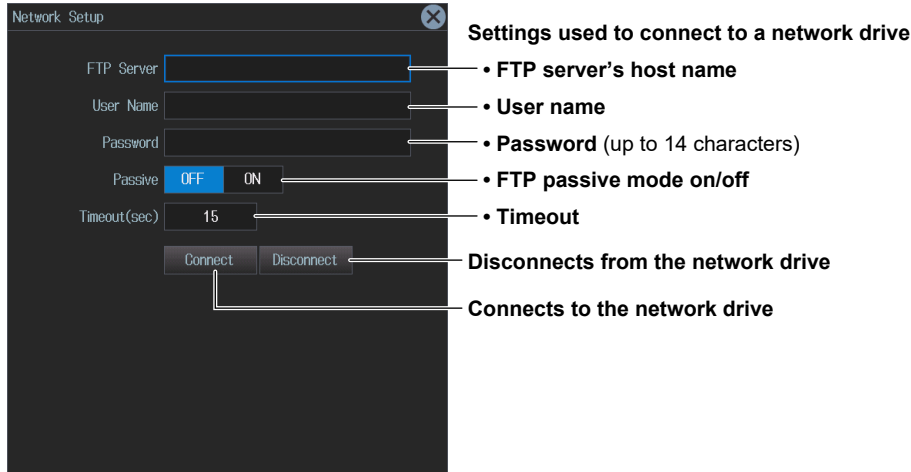 Network Setup
Settings used to connect to a network drive
FTP Server
• FTP server’s host name
User Name
• User name
Password
• Password (up to 14 characters)
Passive OFF ON
• FTP passive mode on/off
Timeout(sec) 15
• Timeout
Connect Disconnect
Disconnects from the network drive
Connects to the network drive